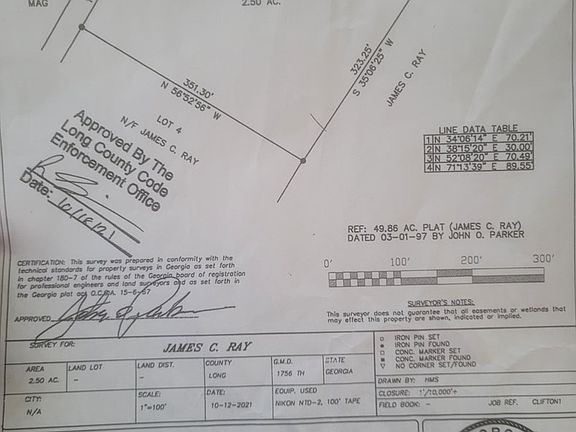 MAG
2.50 AC.
351.30'
N 56'52'56" W
323.25'
S 35'06'25" W
JAMES C. RAY
LOT 4
N/F JAMES C. RAY
Approved By The
Long County Code
Enforcement Office
Date:
LINE DATA TABLE
1 N 34'06'14" E 70.21'
2 N 38'15'20" E 30.00'
3 N 52'08'20" E 70.49'
4 N 71'13'39" E 89.55'
REF: 49.86 AC. PLAT (JAMES C. RAY)
DATED 03-01-97 BY JOHN O. PARKER
0' 100' 200' 300'
CERTIFICATION: This survey was prepared in conformity with the
technical standards for property surveys in Georgia as set forth
in chapter 180-7 of the rules of the Georgia board of registration
for professional engineers and land surveyors and as set forth in
the Georgia plat act O.C.G.A. 15-6-67
APPROVED
SURVEYOR'S NOTES:
This surveyor does not guarantee that all easements or wetlands that
may effect this property are shown, indicated or implied.
SURVEY FOR: JAMES C. RAY
AREA
2.50 AC.
LAND LOT
-
LAND DIST.
-
COUNTY
LONG
G.M.D.
1756 TH
STATE
GEORGIA
CITY:
N/A
SCALE:
1"=100'
DATE:
10-12-2021
EQUIP. USED
NIKON NTD-2, 100' TAPE
IRON PIN SET
IRON PIN FOUND
CONC. MARKER SET
CONC. MARKER FOUND
NO CORNER SET/FOUND
DRAWN BY: HMS
CLOSURE: 1'/10,000'+
FIELD BOOK: - JOB REF. CLIFTON1